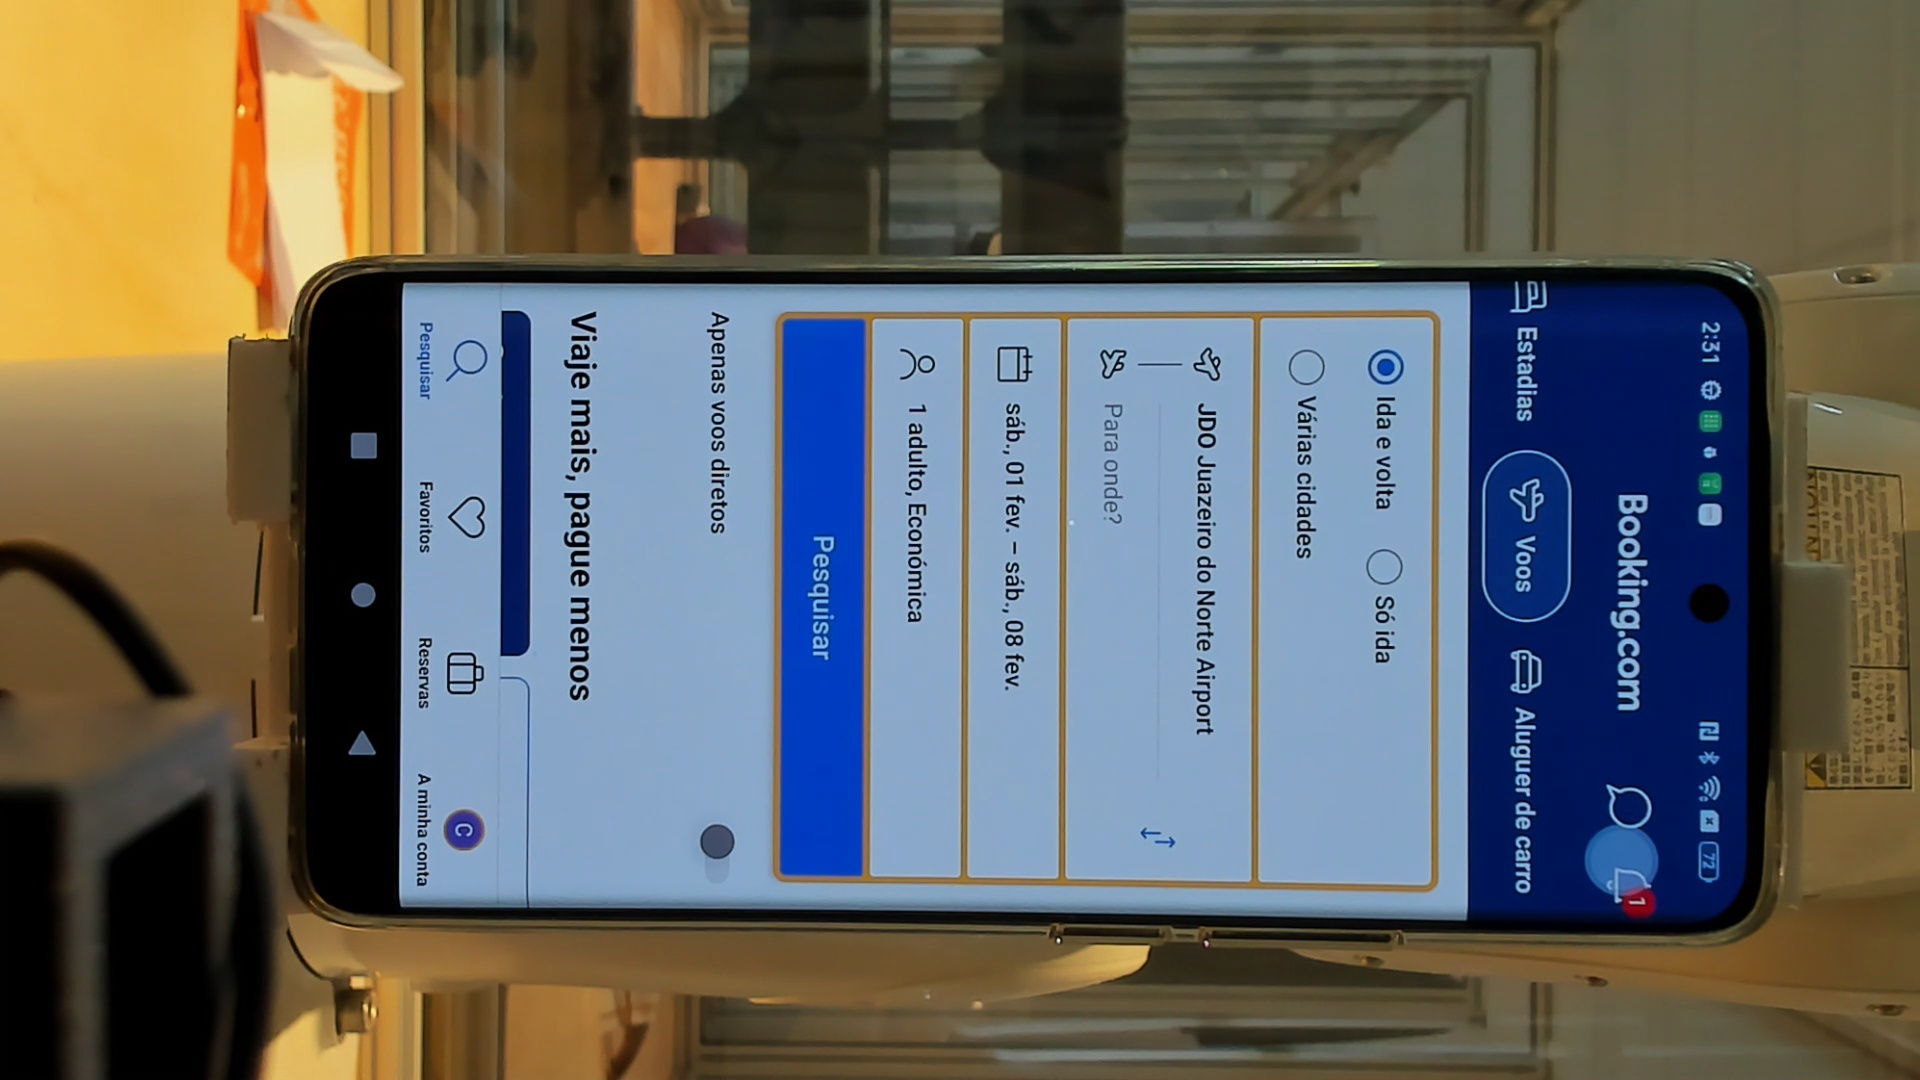 2:31
72
Booking.com
1
Estadias
Voos
Aluguer de carro
Ida e volta
Só ida
Várias cidades
JDO Juazeiro do Norte Airport
Para onde?
sáb., 01 fev. – sáb., 08 fev.
1 adulto, Económica
Pesquisar
Apenas voos diretos
Viaje mais, pague menos
C
Pesquisar
Favoritos
Reservas
A minha conta